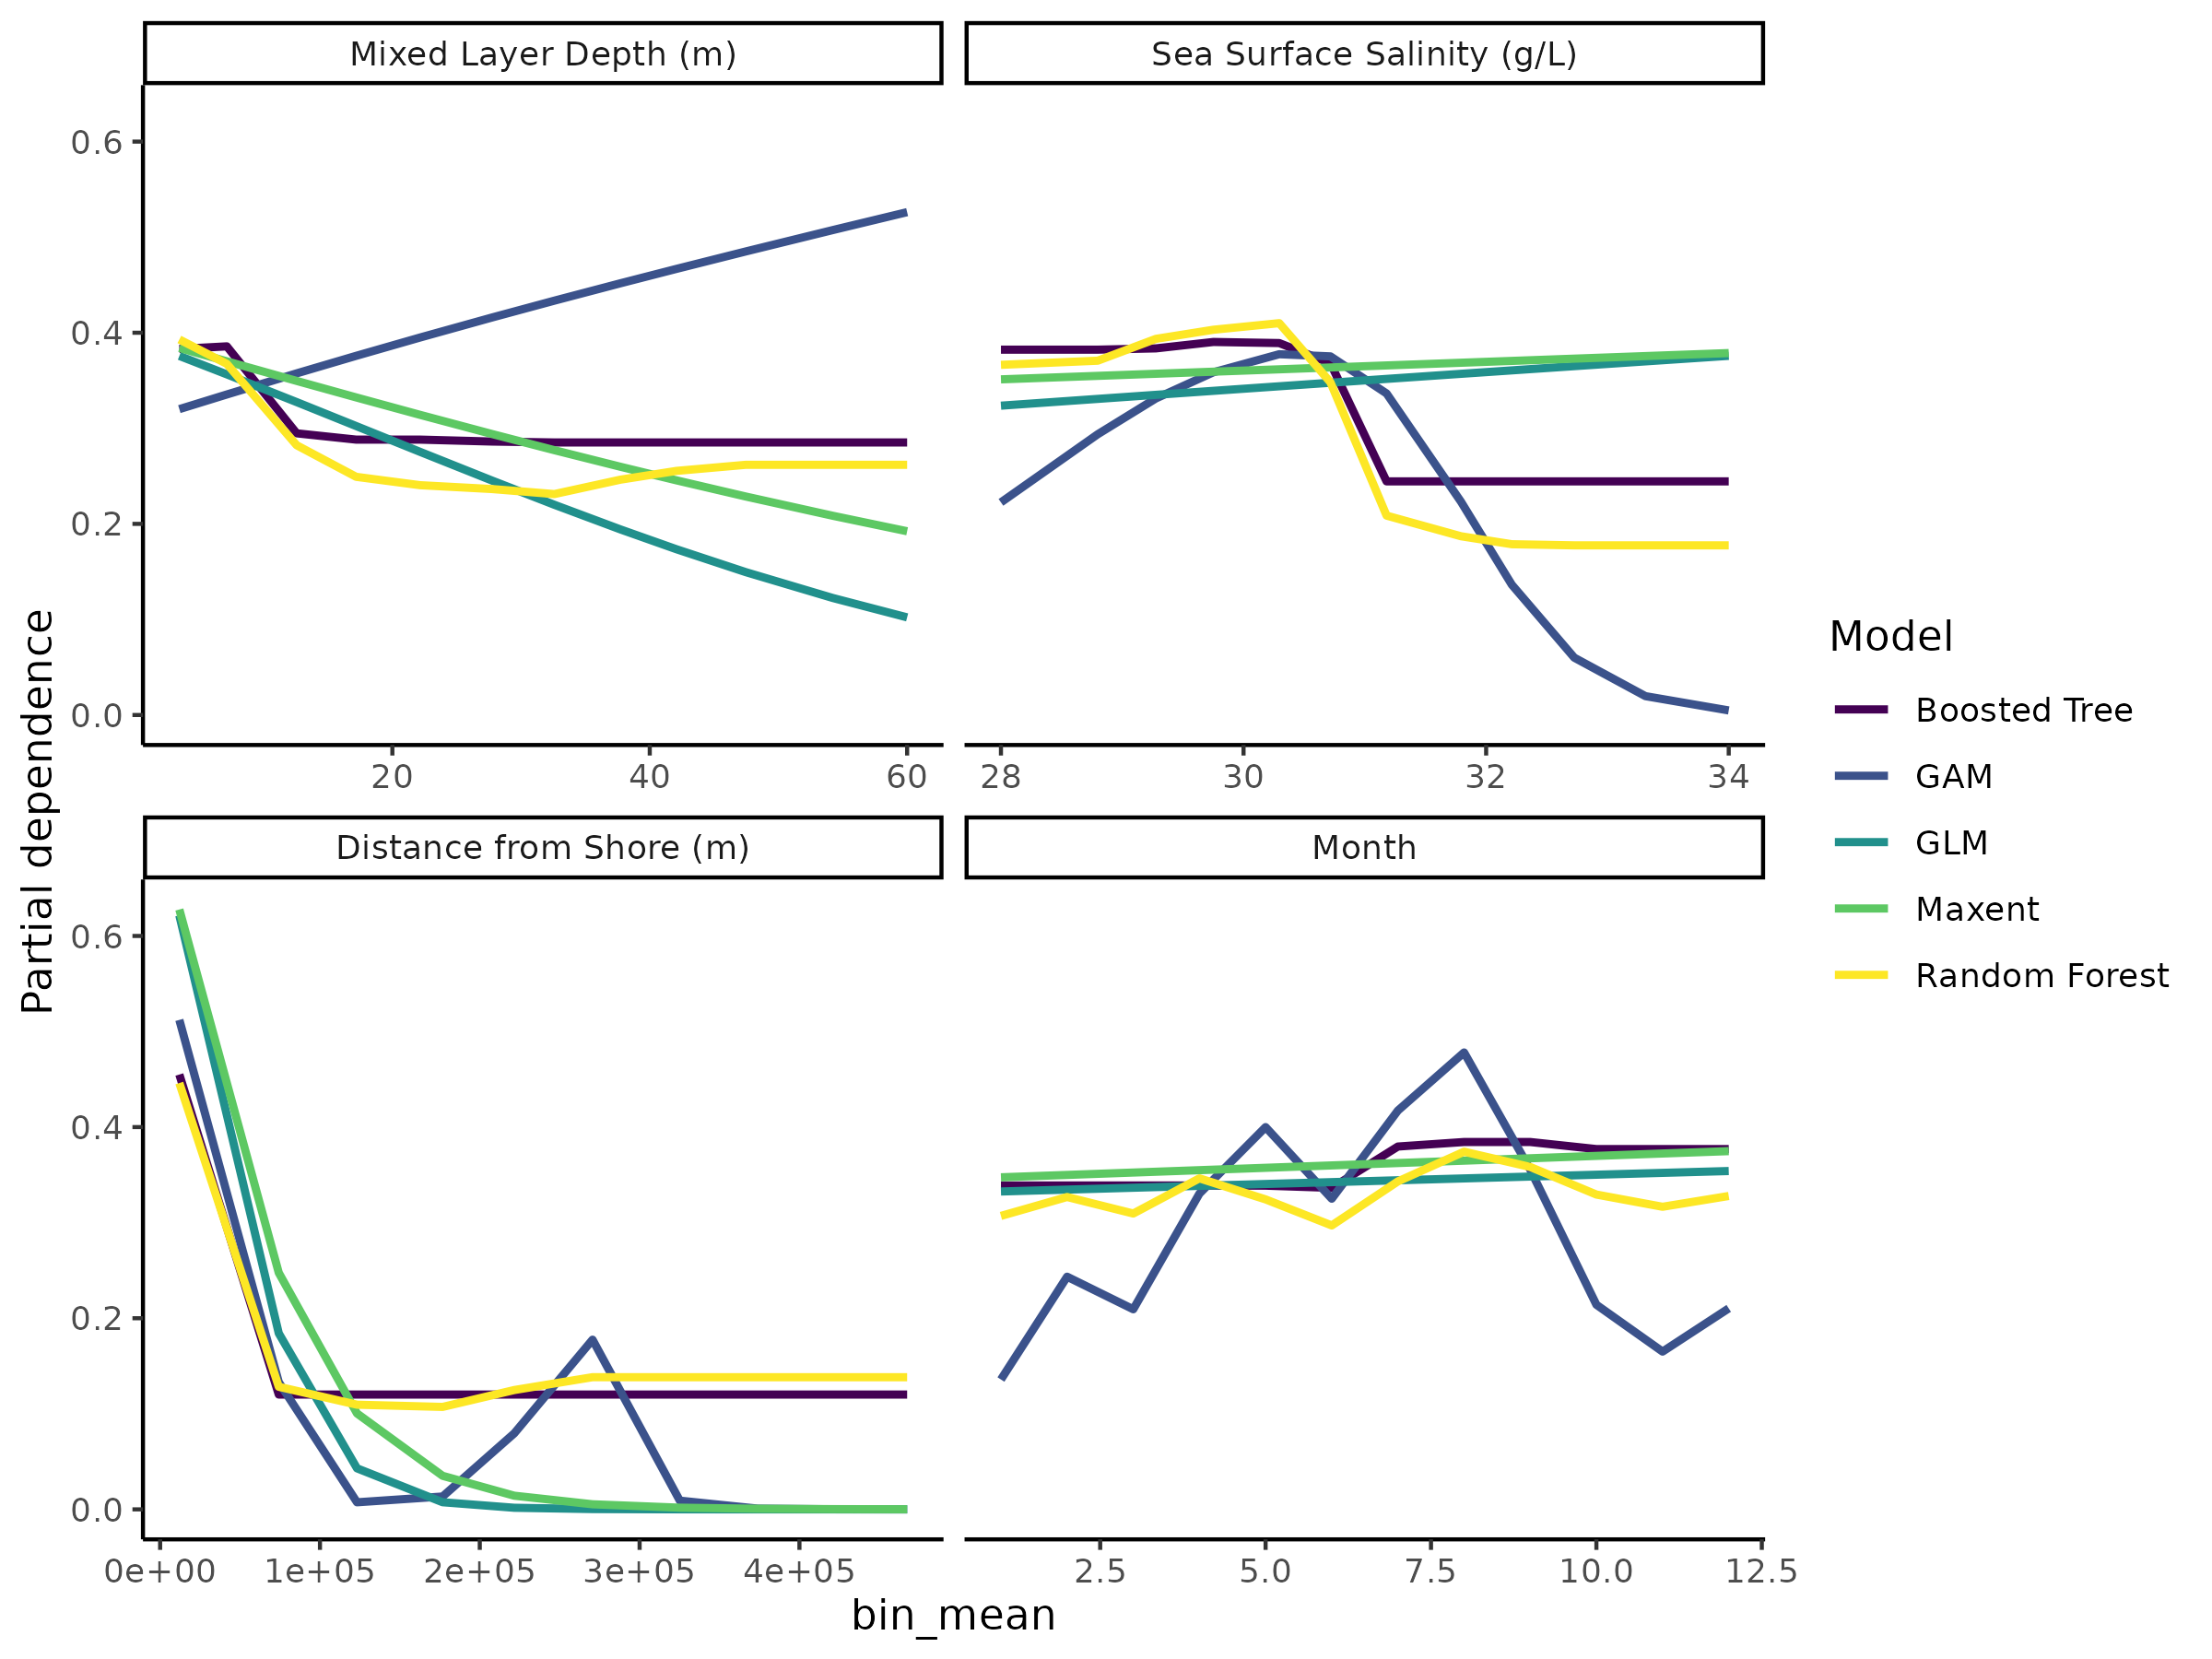 Mixed Layer Depth (m)
Sea Surface Salinity (g/L)
0.6
0.4
0.2
0.0
20
40
60
28
30
32
34
Partial dependence
Distance from Shore (m)
Month
0.6
0.4
0.2
0.0
0e+00
1e+05
2e+05
3e+05
4e+05
2.5
5.0
7.5
10.0
12.5
bin_mean
Model
Boosted Tree
GAM
GLM
Maxent
Random Forest